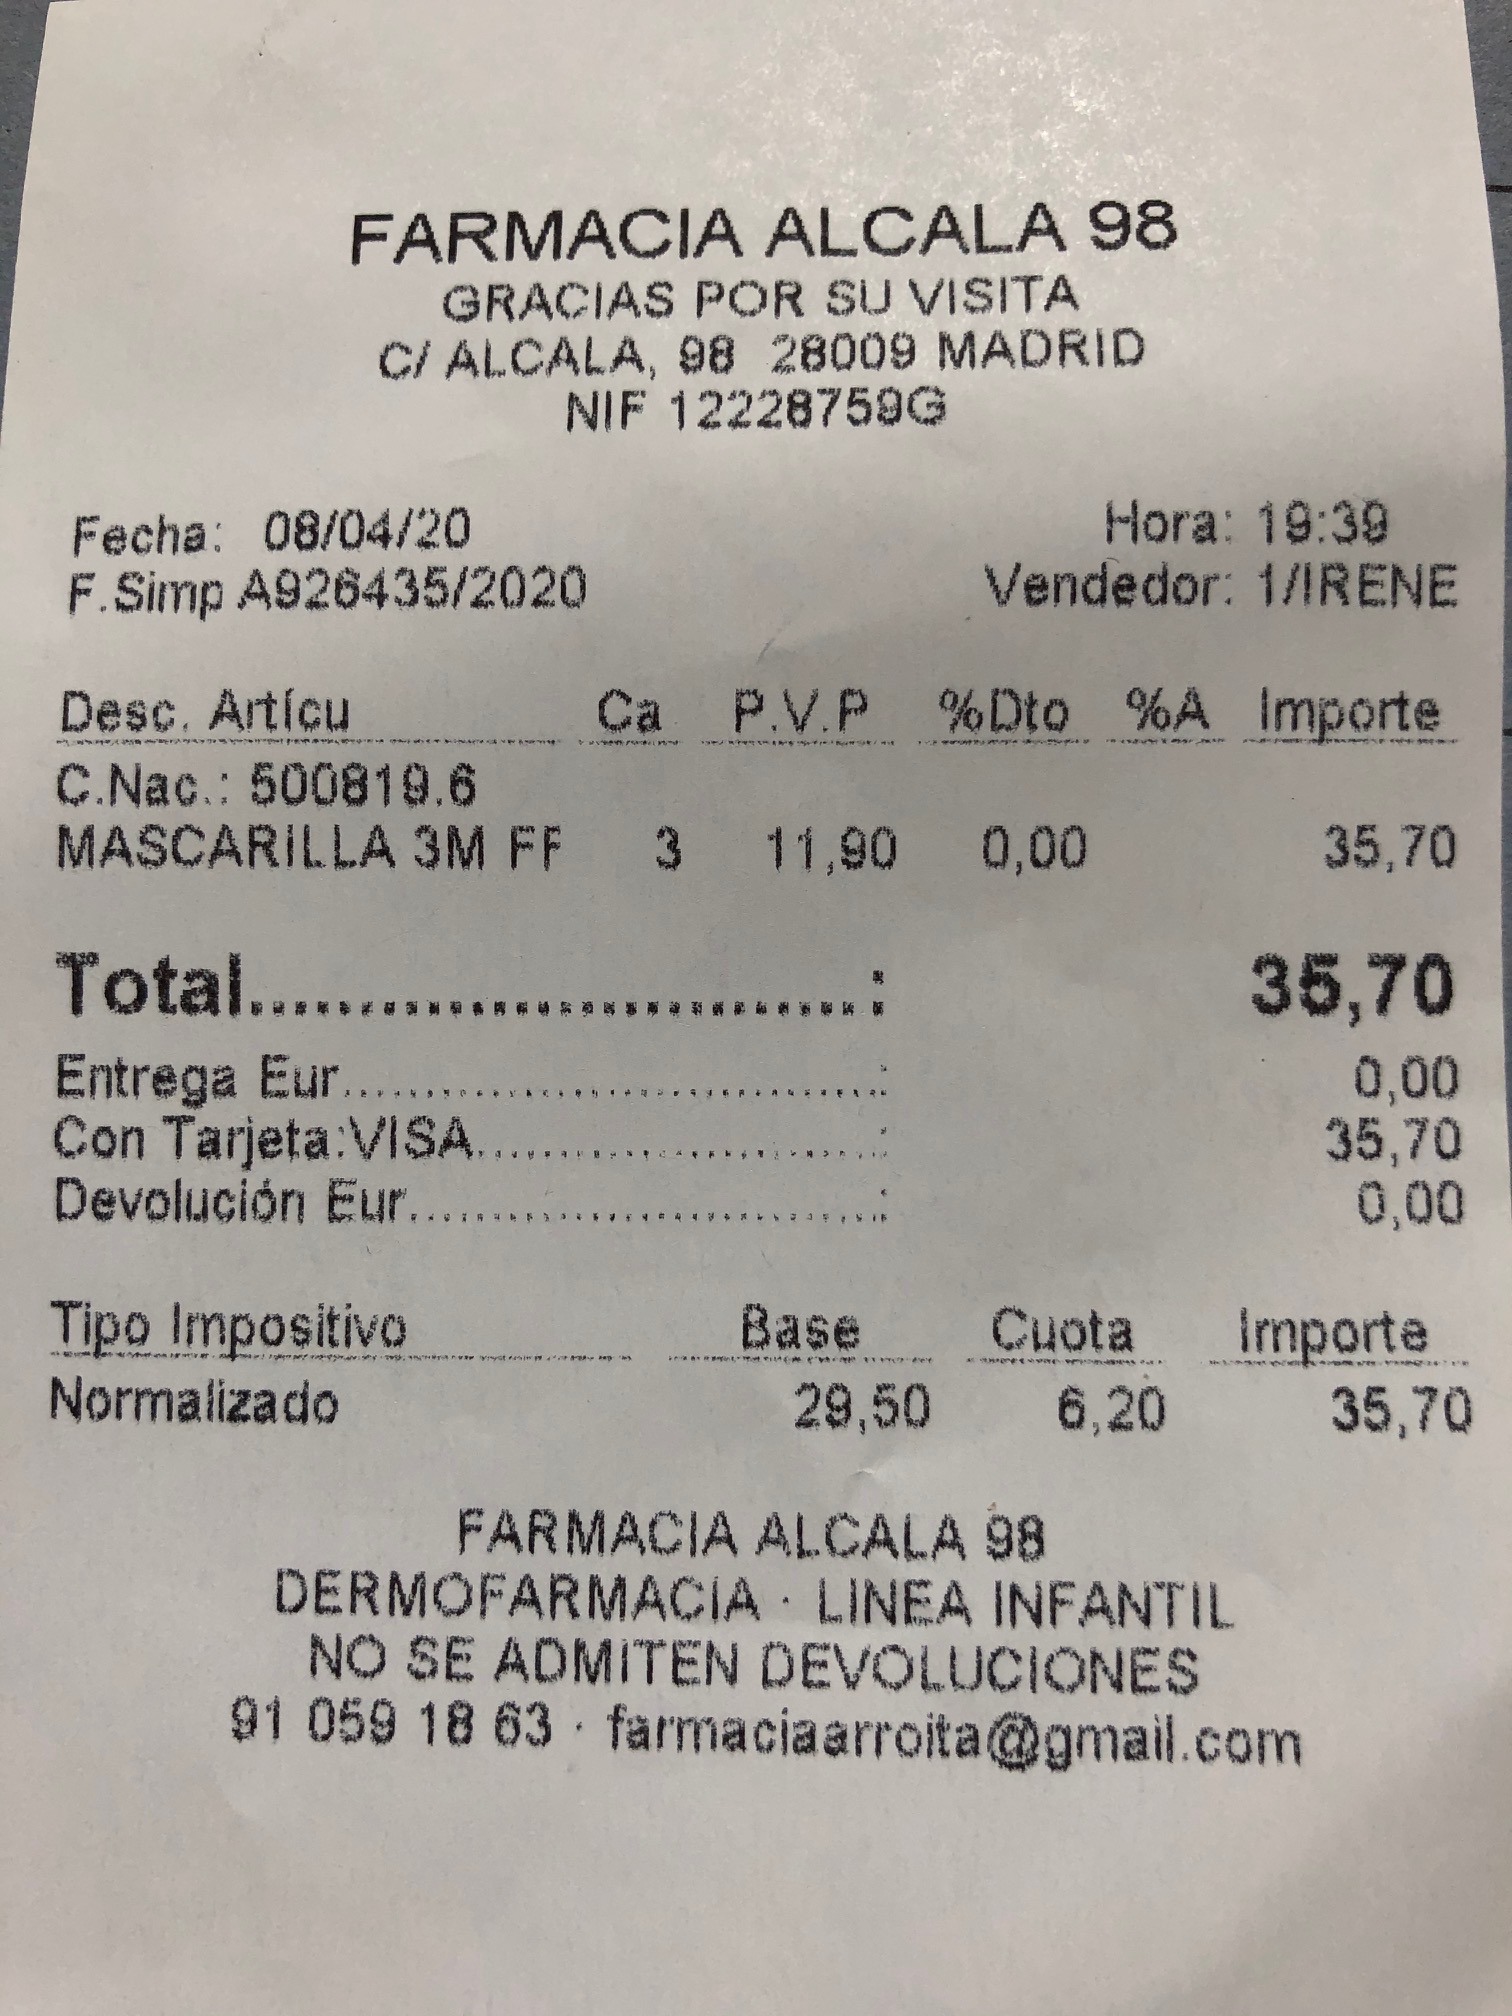 FARMACIA ALCALA 98
GRACIAS POR SU VISITA
C/ ALCALA, 98 28009 MADRID
NIF 12228759G
Fecha: 08/04/20 Hora: 19:39
F.Simp A926435/2020 Vendedor: 1/IRENE
Desc. Artícu Ca P.V.P %Dto %A Importe
C.Nac.: 500819.6
MASCARILLA 3M FF 3 11,90 0,00 35,70
Total..............................: 35,70
Entrega Eur..............................: 0,00
Con Tarjeta:VISA..............................: 35,70
Devolución Eur..............................: 0,00
Tipo Impositivo Base Cuota Importe
Normalizado 29,50 6,20 35,70
FARMACIA ALCALA 98
DERMOFARMACIA · LINEA INFANTIL
NO SE ADMITEN DEVOLUCIONES
91 059 18 63 · farmaciaarroita@gmail.com